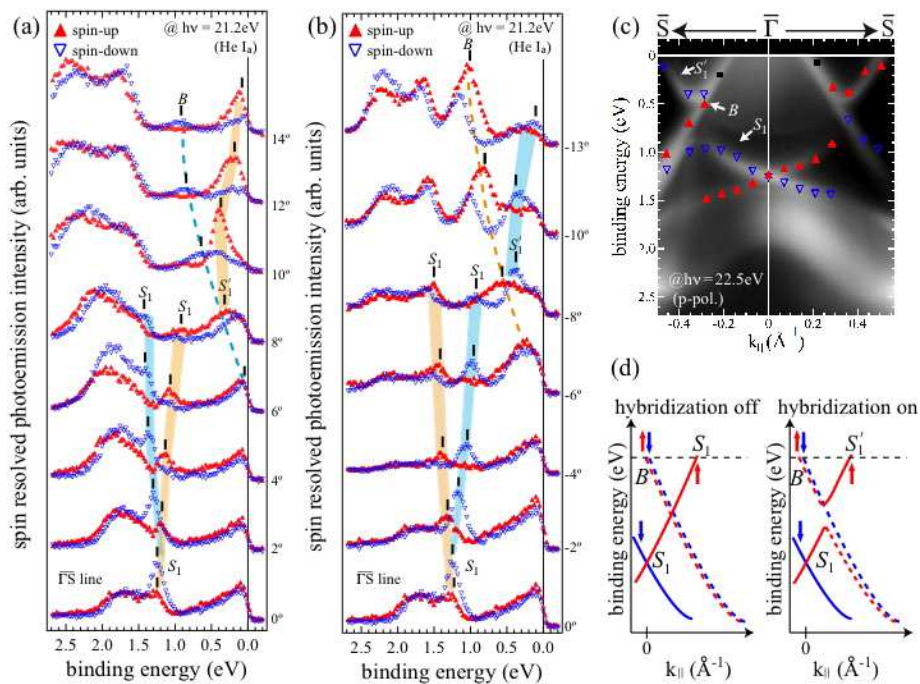 (a)
▲ spin-up
▽ spin-down
@ hν = 21.2eV
(He Iα)
B
14°
12°
10°
S₁'
S₁
S₁
8°
6°
4°
2°
S₁
Γ̄S̄ line
0°
2.5 2.0 1.5 1.0 0.5 0.0
binding energy (eV)
spin resolved photoemission intensity (arb. units)
(b)
▲ spin-up
▽ spin-down
@ hν = 21.2eV
(He Iα)
B
-13°
-10°
S₁'
S₁
S₁
-8°
-6°
-4°
-2°
S₁
Γ̄S̄ line
-0°
2.5 2.0 1.5 1.0 0.5 0.0
binding energy (eV)
spin resolved photoemission intensity (arb. units)
(c)
S̄ Γ̄ S̄
0
0.5
1.0
1.5
2.0
2.5
binding energy (eV)
S₁'
B
S₁
@hν = 22.5eV
(p-pol.)
-0.4 -0.2 0 0.2 0.4
k∥(Å⁻¹)
(d)
hybridization off
hybridization on
B
S₁
S₁
binding energy (eV)
0
k∥ (Å⁻¹)
B
S₁'
S₁
binding energy (eV)
0
k∥ (Å⁻¹)